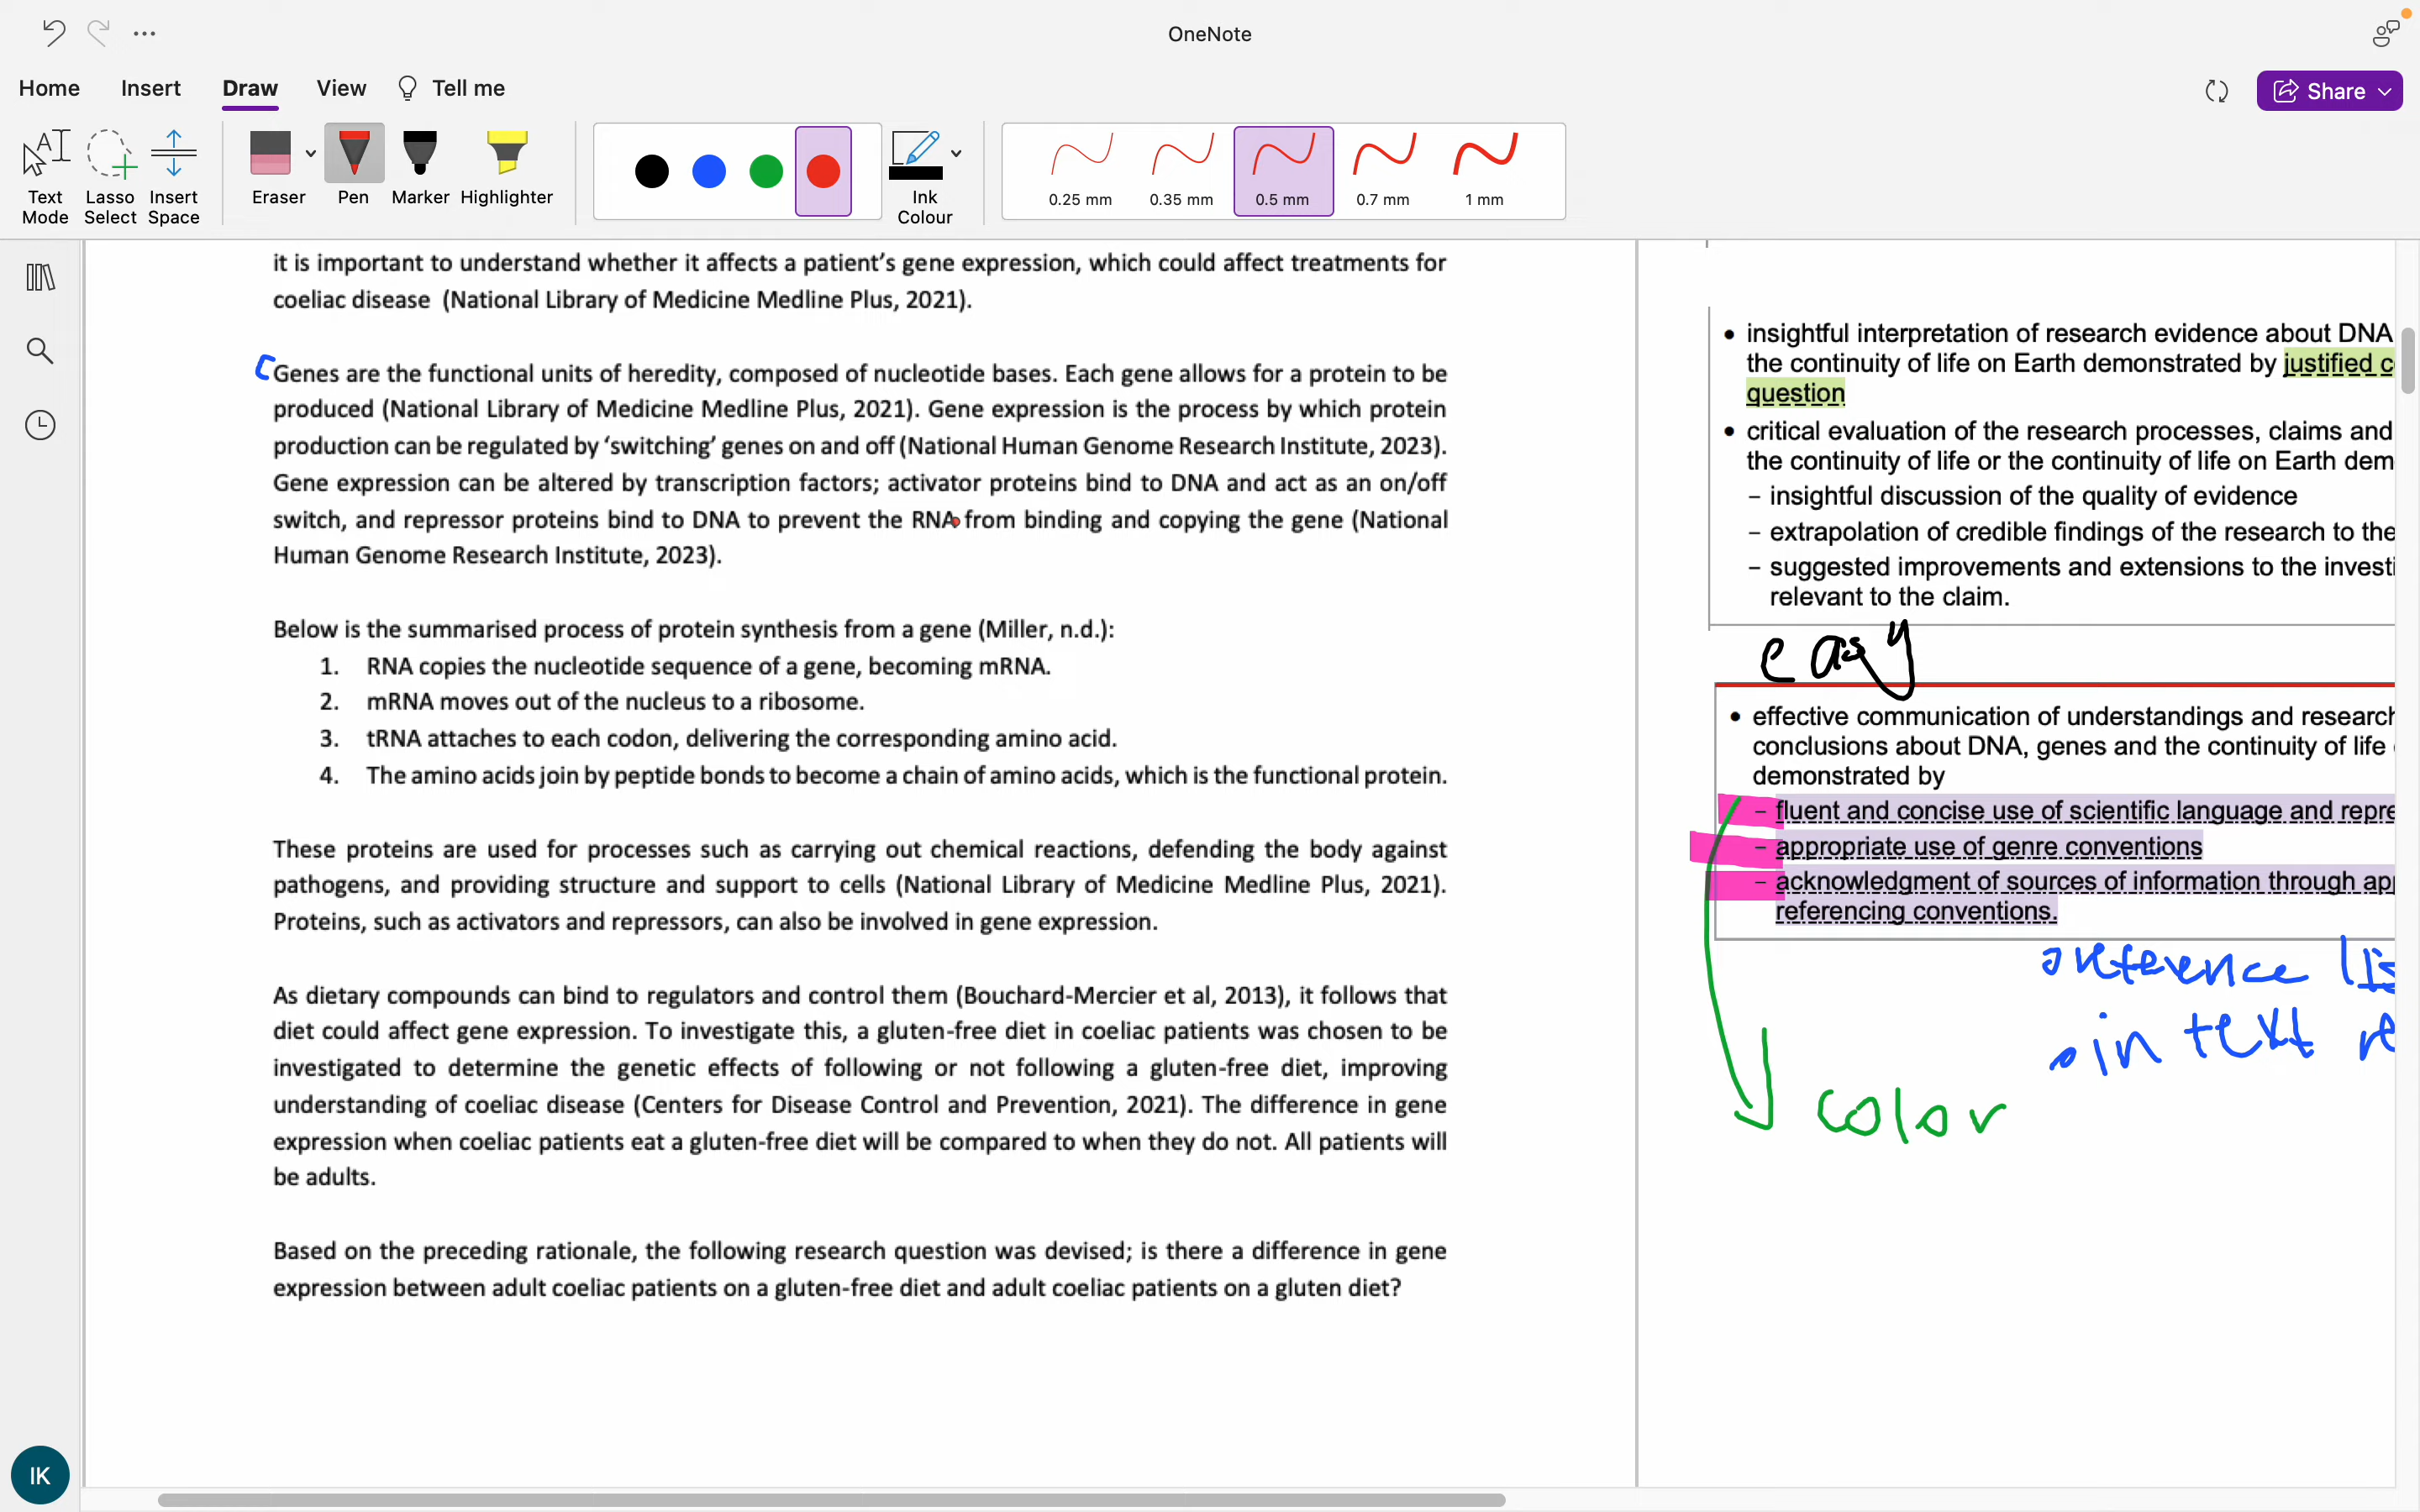 OneNote
Home Insert Draw View Tell me
Share
Text Mode
Lasso Select
Insert Space
Eraser
Pen
Marker
Highlighter
Ink Colour
0.25 mm
0.35 mm
0.5 mm
0.7 mm
1 mm
it is important to understand whether it affects a patient’s gene expression, which could affect treatments for
coeliac disease (National Library of Medicine Medline Plus, 2021).
Genes are the functional units of heredity, composed of nucleotide bases. Each gene allows for a protein to be
produced (National Library of Medicine Medline Plus, 2021). Gene expression is the process by which protein
production can be regulated by ‘switching’ genes on and off (National Human Genome Research Institute, 2023).
Gene expression can be altered by transcription factors; activator proteins bind to DNA and act as an on/off
switch, and repressor proteins bind to DNA to prevent the RNA from binding and copying the gene (National
Human Genome Research Institute, 2023).
Below is the summarised process of protein synthesis from a gene (Miller, n.d.):
1. RNA copies the nucleotide sequence of a gene, becoming mRNA.
2. mRNA moves out of the nucleus to a ribosome.
3. tRNA attaches to each codon, delivering the corresponding amino acid.
4. The amino acids join by peptide bonds to become a chain of amino acids, which is the functional protein.
These proteins are used for processes such as carrying out chemical reactions, defending the body against
pathogens, and providing structure and support to cells (National Library of Medicine Medline Plus, 2021).
Proteins, such as activators and repressors, can also be involved in gene expression.
As dietary compounds can bind to regulators and control them (Bouchard-Mercier et al, 2013), it follows that
diet could affect gene expression. To investigate this, a gluten-free diet in coeliac patients was chosen to be
investigated to determine the genetic effects of following or not following a gluten-free diet, improving
understanding of coeliac disease (Centers for Disease Control and Prevention, 2021). The difference in gene
expression when coeliac patients eat a gluten-free diet will be compared to when they do not. All patients will
be adults.
Based on the preceding rationale, the following research question was devised; is there a difference in gene
expression between adult coeliac patients on a gluten-free diet and adult coeliac patients on a gluten diet?
• insightful interpretation of research evidence about DNA
the continuity of life on Earth demonstrated by justified c
question
• critical evaluation of the research processes, claims and
the continuity of life or the continuity of life on Earth dem
– insightful discussion of the quality of evidence
– extrapolation of credible findings of the research to the
– suggested improvements and extensions to the investi
relevant to the claim.
easy
• effective communication of understandings and research
conclusions about DNA, genes and the continuity of life
demonstrated by
– fluent and concise use of scientific language and repre
– appropriate use of genre conventions
– acknowledgment of sources of information through app
referencing conventions.
reference lis
in text re
color
IK